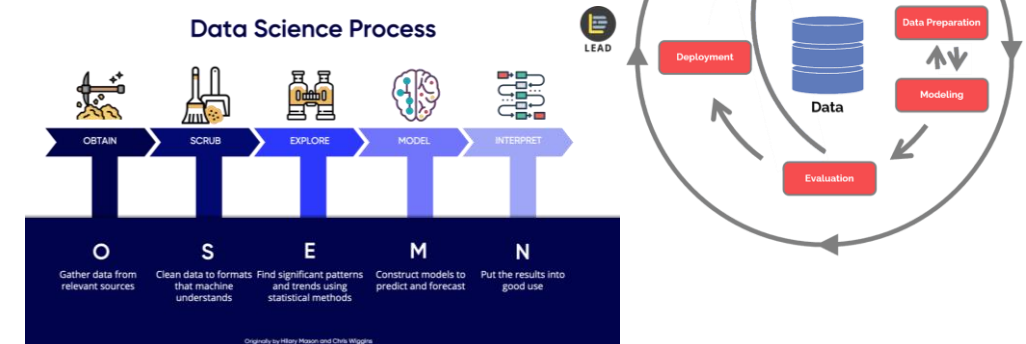 Data Science Process
LEAD
OBTAIN
SCRUB
EXPLORE
MODEL
INTERPRET
O
S
E
M
N
Gather data from
relevant sources
Clean data to formats
that machine
understands
Find significant patterns
and trends using
statistical methods
Construct models to
predict and forecast
Put the results into
good use
Originally by Hilary Mason and Chris Wiggins
Data Preparation
Deployment
Modeling
Data
Evaluation